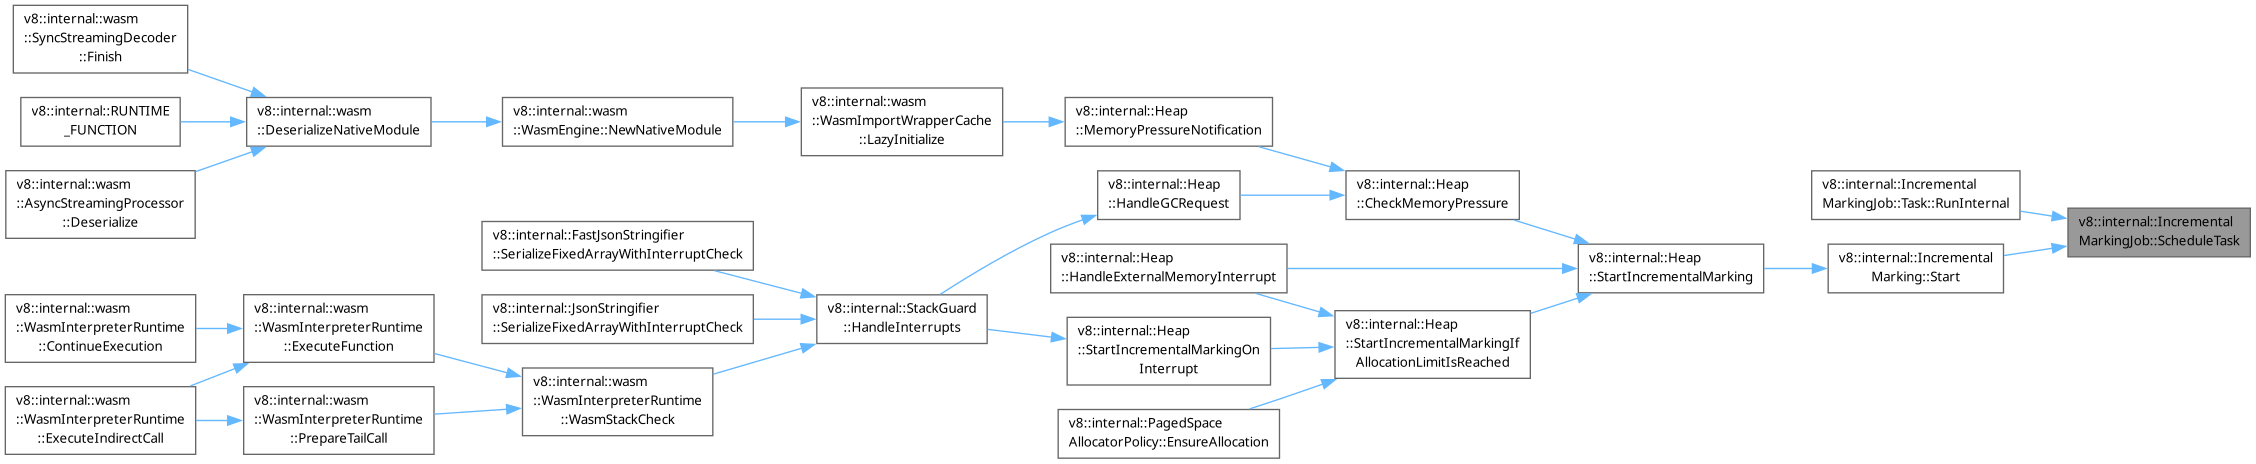 v8::internal::wasm
::SyncStreamingDecoder
::Finish
v8::internal::RUNTIME
_FUNCTION
v8::internal::wasm
::AsyncStreamingProcessor
::Deserialize
v8::internal::wasm
::DeserializeNativeModule
v8::internal::wasm
::WasmEngine::NewNativeModule
v8::internal::wasm
::WasmImportWrapperCache
::LazyInitialize
v8::internal::Heap
::MemoryPressureNotification
v8::internal::Heap
::HandleGCRequest
v8::internal::Heap
::CheckMemoryPressure
v8::internal::Incremental
MarkingJob::Task::RunInternal
v8::internal::Incremental
MarkingJob::ScheduleTask
v8::internal::FastJsonStringifier
::SerializeFixedArrayWithInterruptCheck
v8::internal::Heap
::HandleExternalMemoryInterrupt
v8::internal::Heap
::StartIncrementalMarking
v8::internal::Incremental
Marking::Start
v8::internal::wasm
::WasmInterpreterRuntime
::ContinueExecution
v8::internal::wasm
::WasmInterpreterRuntime
::ExecuteFunction
v8::internal::JsonStringifier
::SerializeFixedArrayWithInterruptCheck
v8::internal::StackGuard
::HandleInterrupts
v8::internal::Heap
::StartIncrementalMarkingOn
Interrupt
v8::internal::Heap
::StartIncrementalMarkingIf
AllocationLimitIsReached
v8::internal::wasm
::WasmInterpreterRuntime
::ExecuteIndirectCall
v8::internal::wasm
::WasmInterpreterRuntime
::PrepareTailCall
v8::internal::wasm
::WasmInterpreterRuntime
::WasmStackCheck
v8::internal::PagedSpace
AllocatorPolicy::EnsureAllocation